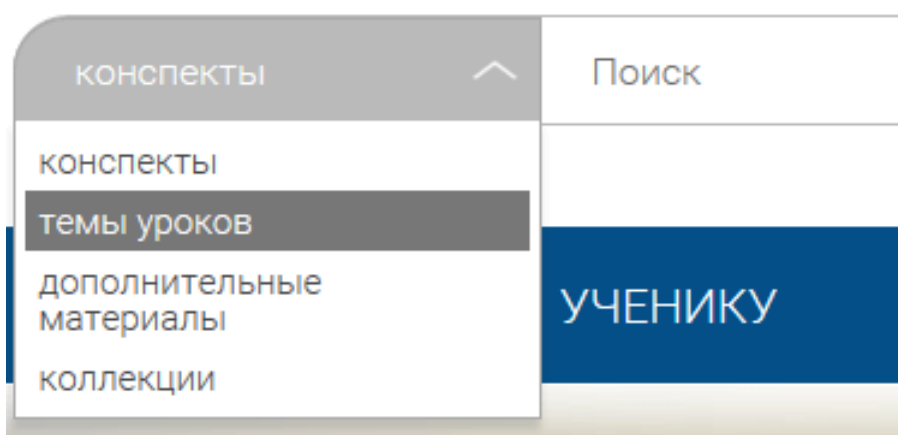 конспекты
Поиск
конспекты
темы уроков
дополнительные
материалы
коллекции
УЧЕНИКУ